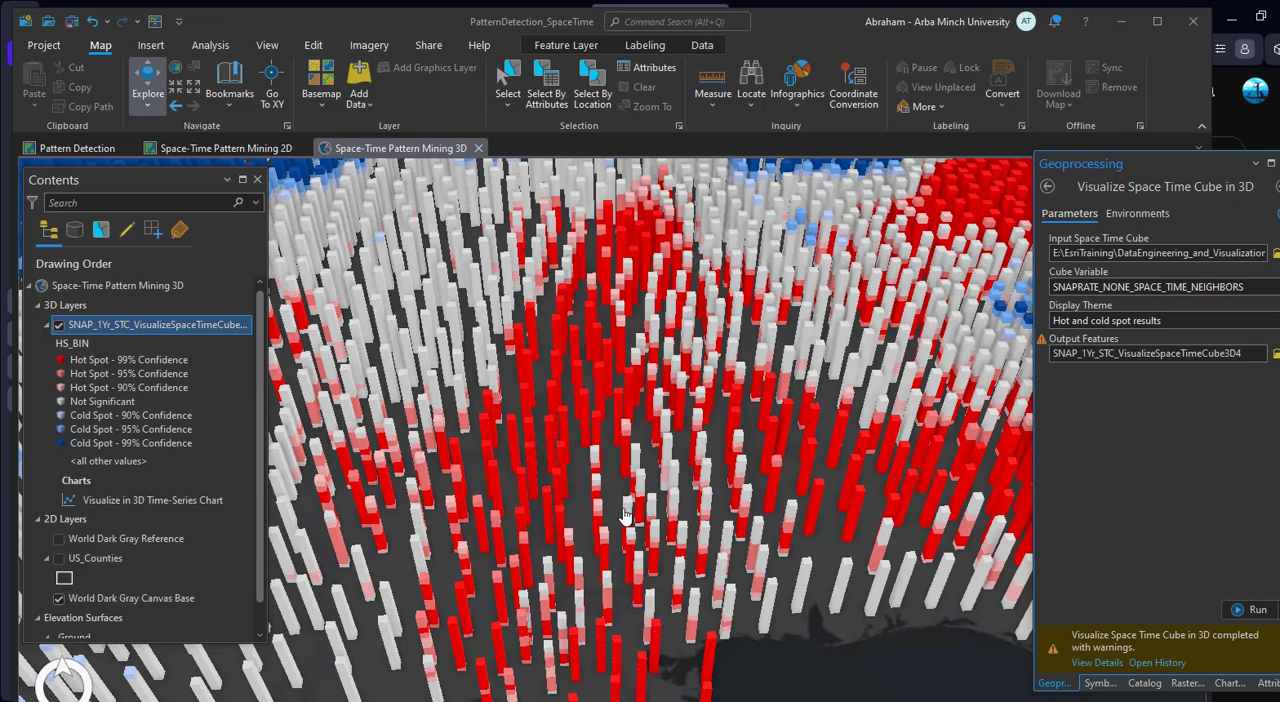 PatternDetection_SpaceTime
Command Search (Alt+Q)
Abraham - Arba Minch University
AT
?
Project
Map
Insert
Analysis
View
Edit
Imagery
Share
Help
Feature Layer
Labeling
Data
Paste
Cut
Copy
Copy Path
Clipboard
Explore
Bookmarks
Go To XY
Navigate
Basemap
Add Data
Add Graphics Layer
Layer
Select
Select By Attributes
Select By Location
Attributes
Clear
Zoom To
Selection
Measure
Locate
Infographics
Coordinate Conversion
Inquiry
Pause
Lock
View Unplaced
More
Convert
Labeling
Download Map
Sync
Remove
Offline
Pattern Detection
Space-Time Pattern Mining 2D
Space-Time Pattern Mining 3D
Contents
Search
Drawing Order
Space-Time Pattern Mining 3D
3D Layers
SNAP_1Yr_STC_VisualizeSpaceTimeCube...
HS_BIN
Hot Spot - 99% Confidence
Hot Spot - 95% Confidence
Hot Spot - 90% Confidence
Not Significant
Cold Spot - 90% Confidence
Cold Spot - 95% Confidence
Cold Spot - 99% Confidence
<all other values>
Charts
Visualize in 3D Time-Series Chart
2D Layers
World Dark Gray Reference
US_Counties
World Dark Gray Canvas Base
Elevation Surfaces
Ground
Geoprocessing
Visualize Space Time Cube in 3D
Parameters
Environments
Input Space Time Cube
E:\EsriTraining\DataEngineering_and_Visualization
Cube Variable
SNAPRATE_NONE_SPACE_TIME_NEIGHBORS
Display Theme
Hot and cold spot results
Output Features
SNAP_1Yr_STC_VisualizeSpaceTimeCube3D4
Run
Visualize Space Time Cube in 3D completed
with warnings.
View Details
Open History
Geopr...
Symb...
Catalog
Raster...
Chart...
Attri